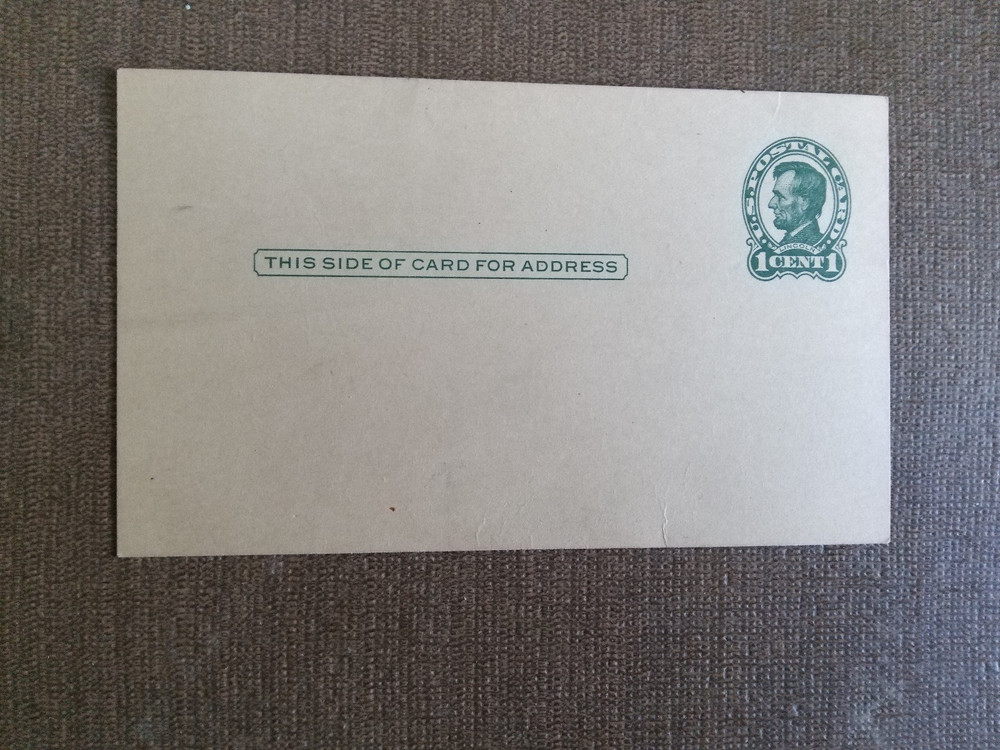 U.S. POSTAL CARD
LINCOLN
1 CENT 1
THIS SIDE OF CARD FOR ADDRESS